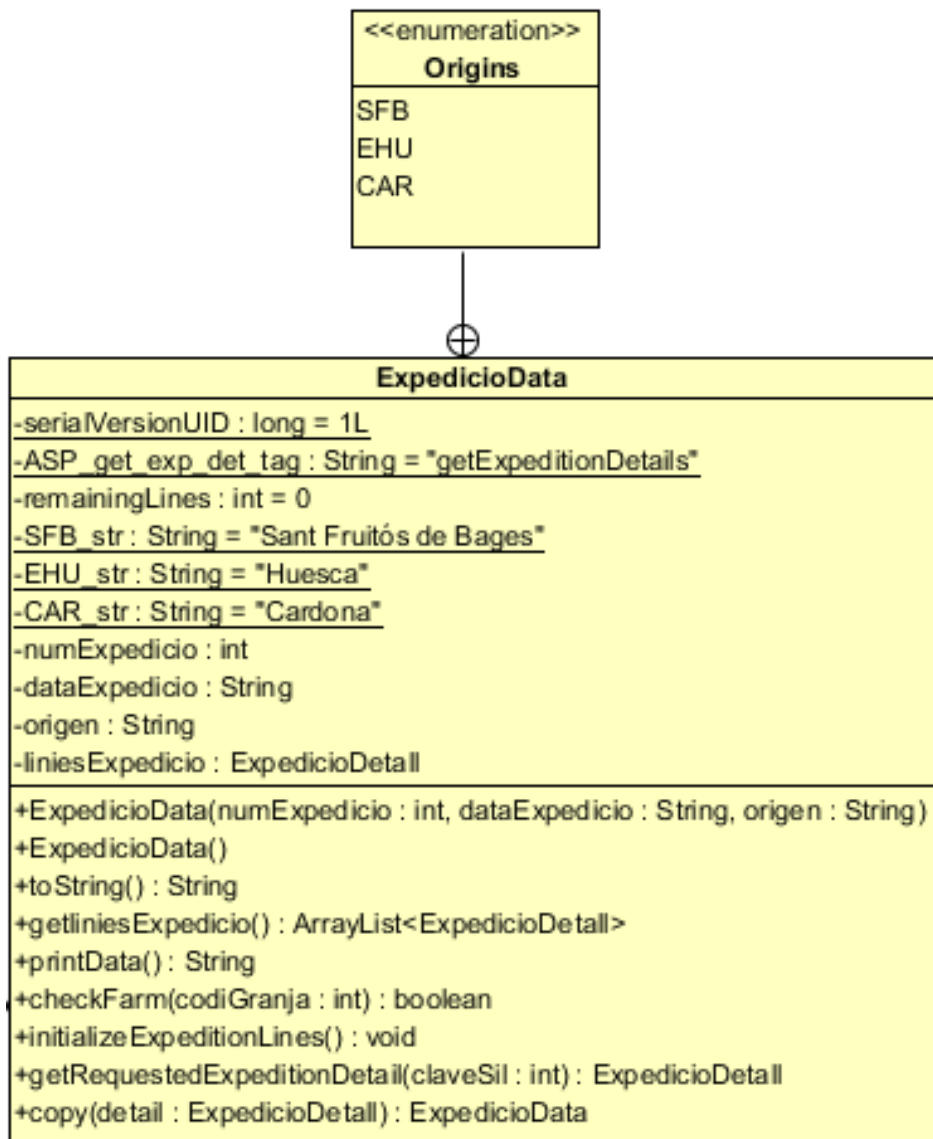 <<enumeration>>
Origins
SFB
EHU
CAR
ExpedicioData
-serialVersionUID : long = 1L
-ASP_get_exp_det_tag : String = "getExpeditionDetails"
-remainingLines : int = 0
-SFB_str : String = "Sant Fruitós de Bages"
-EHU_str : String = "Huesca"
-CAR_str : String = "Cardona"
-numExpedicio : int
-dataExpedicio : String
-origen : String
-liniesExpedicio : ExpedicioDetall
+ExpedicioData(numExpedicio : int, dataExpedicio : String, origen : String)
+ExpedicioData()
+toString() : String
+getliniesExpedicio() : ArrayList<ExpedicioDetall>
+printData() : String
+checkFarm(codiGranja : int) : boolean
+initializeExpeditionLines() : void
+getRequestedExpeditionDetail(claveSil : int) : ExpedicioDetall
+copy(detail : ExpedicioDetall) : ExpedicioData